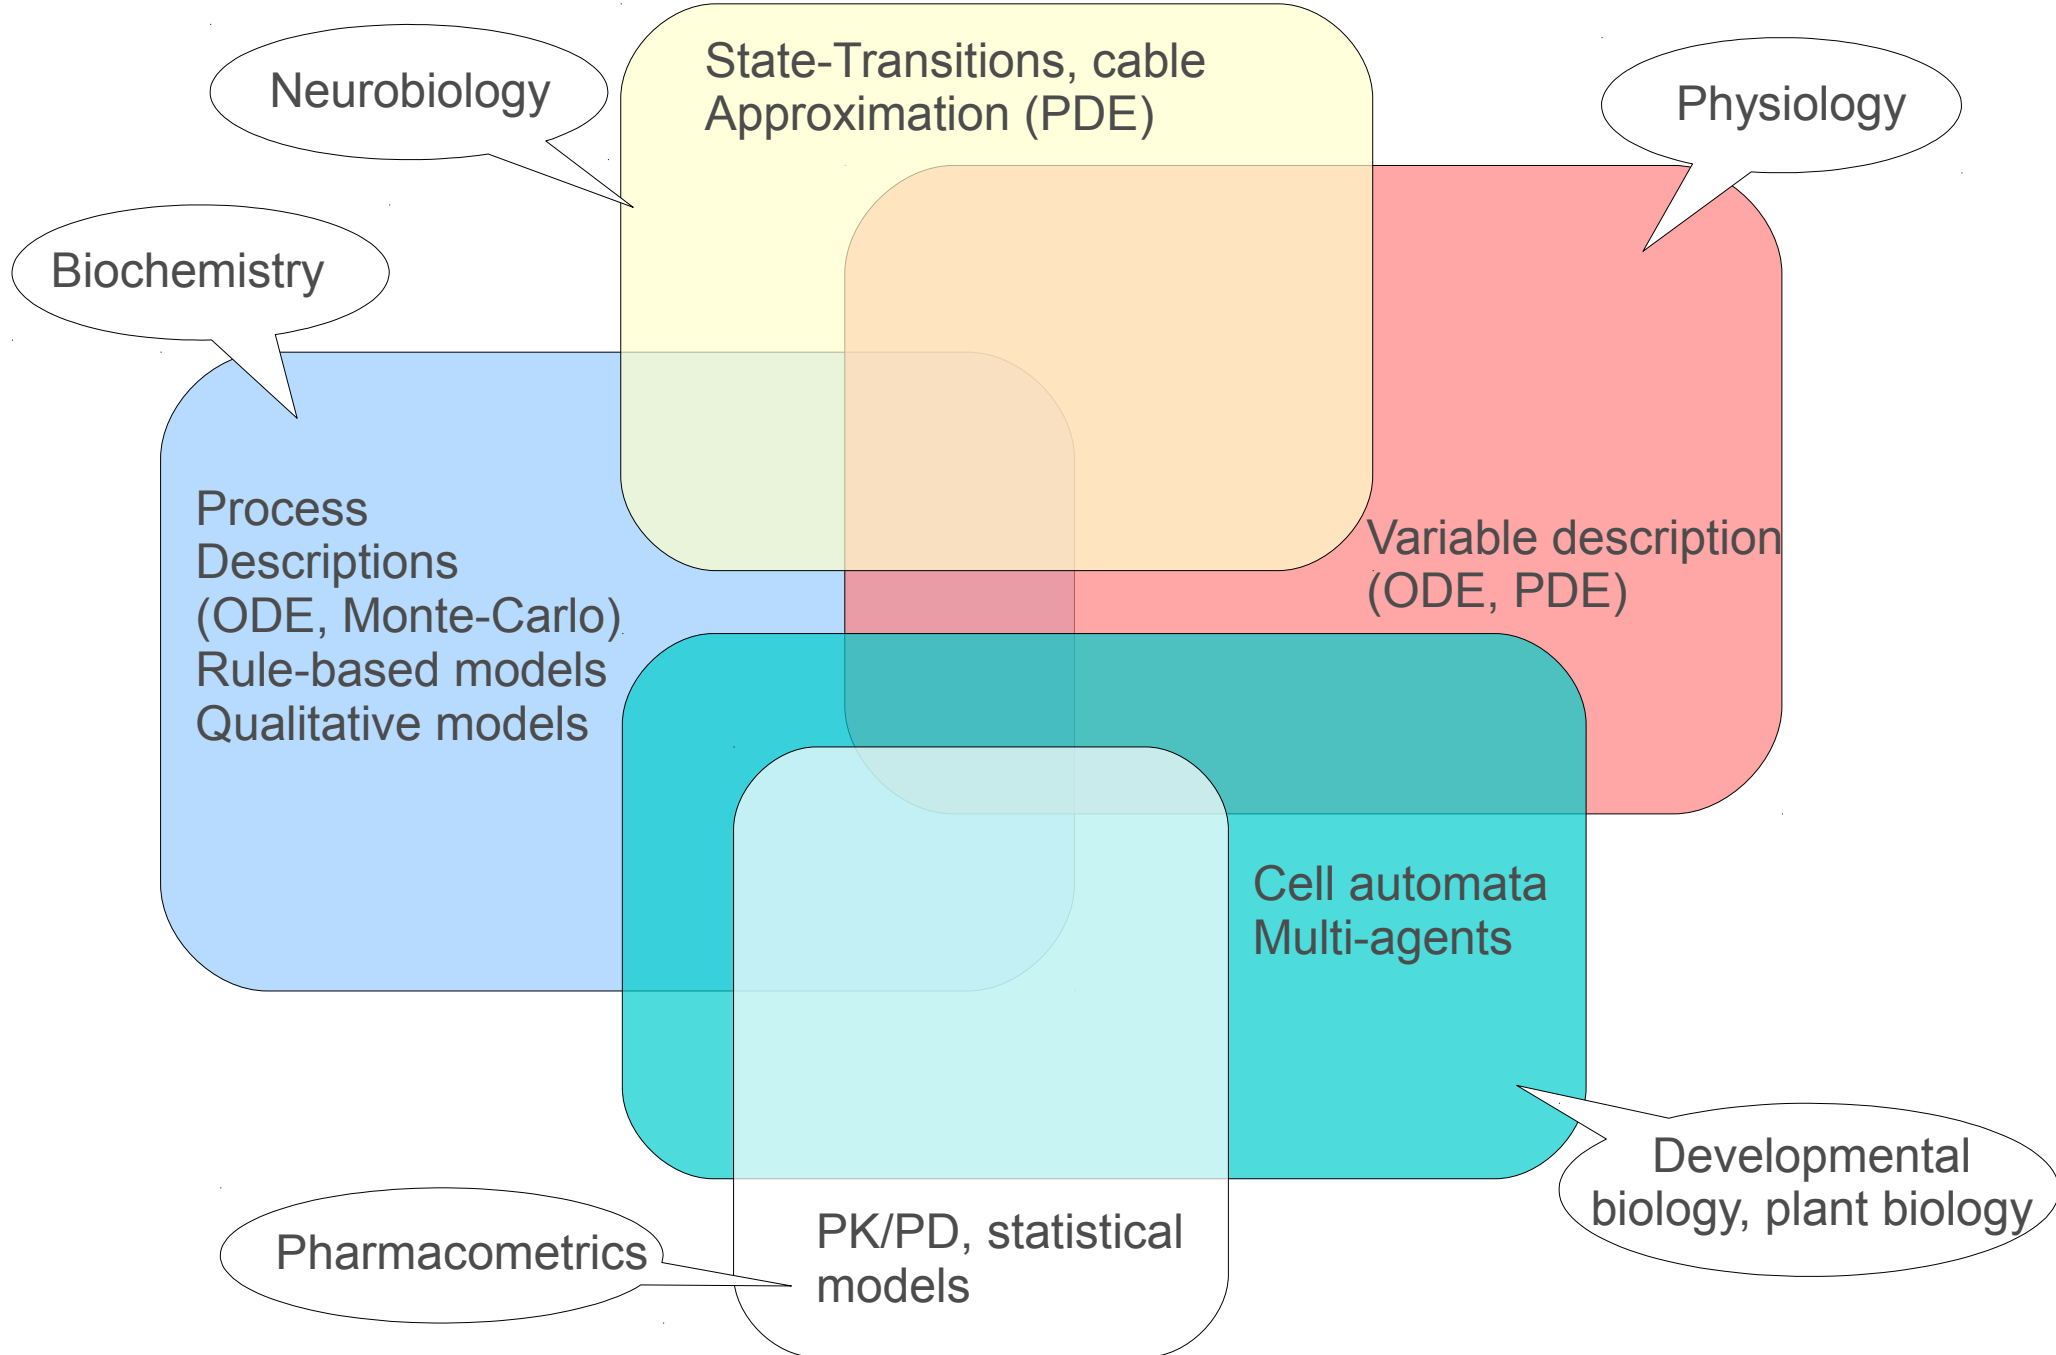 Neurobiology
State-Transitions, cable
Approximation (PDE)
Physiology
Biochemistry
Process
Descriptions
(ODE, Monte-Carlo)
Rule-based models
Qualitative models
Variable description
(ODE, PDE)
Cell automata
Multi-agents
Developmental
biology, plant biology
Pharmacometrics
PK/PD, statistical
models